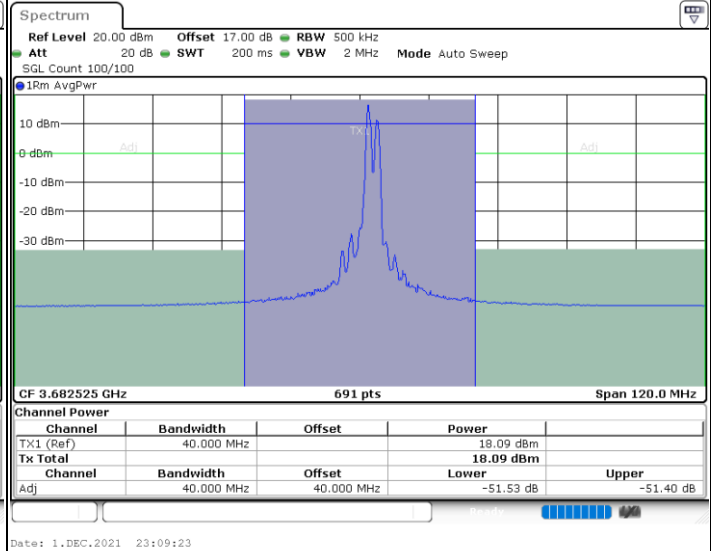 Spectrum
Ref Level 20.00 dBm Offset 17.00 dB RBW 500 kHz
Att 20 dB SWT 200 ms VBW 2 MHz Mode Auto Sweep
SGL Count 100/100
1Rm AvgPwr
10 dBm
TX1
0 dBm Adj Adj
-10 dBm
-20 dBm
-30 dBm
CF 3.682525 GHz 691 pts Span 120.0 MHz
Channel Power
Channel Bandwidth Offset Power
TX1 (Ref) 40.000 MHz 18.09 dBm
Tx Total 18.09 dBm
Channel Bandwidth Offset Lower Upper
Adj 40.000 MHz 40.000 MHz -51.53 dB -51.40 dB
Ready
Date: 1.DEC.2021 23:09:23